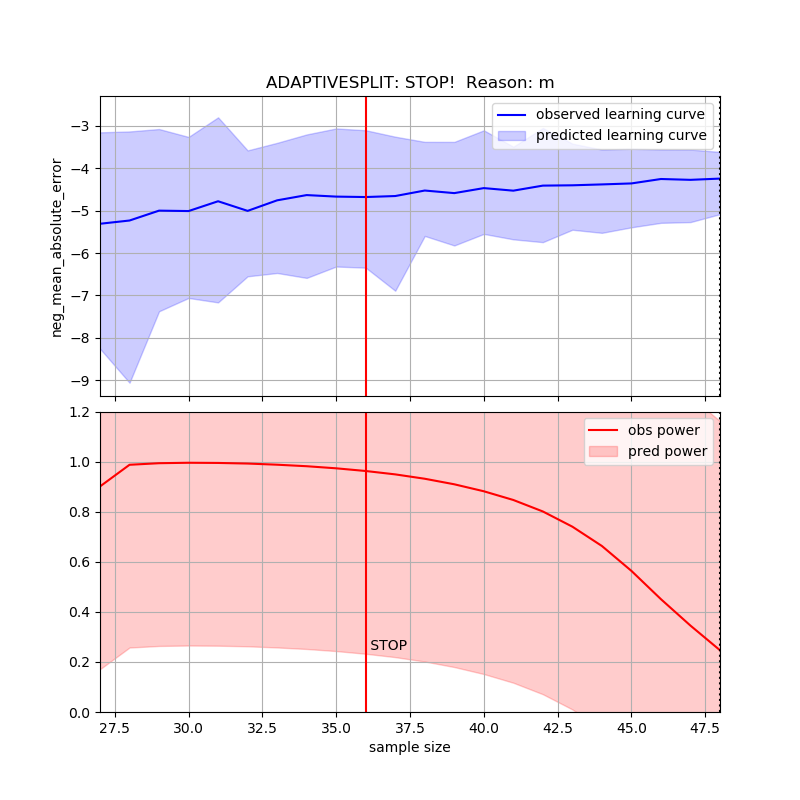 ADAPTIVESPLIT: STOP!  Reason: m
observed learning curve
predicted learning curve
neg_mean_absolute_error
−3
−4
−5
−6
−7
−8
−9
obs power
pred power
1.2
1.0
0.8
0.6
0.4
0.2
0.0
STOP
27.5 30.0 32.5 35.0 37.5 40.0 42.5 45.0 47.5
sample size